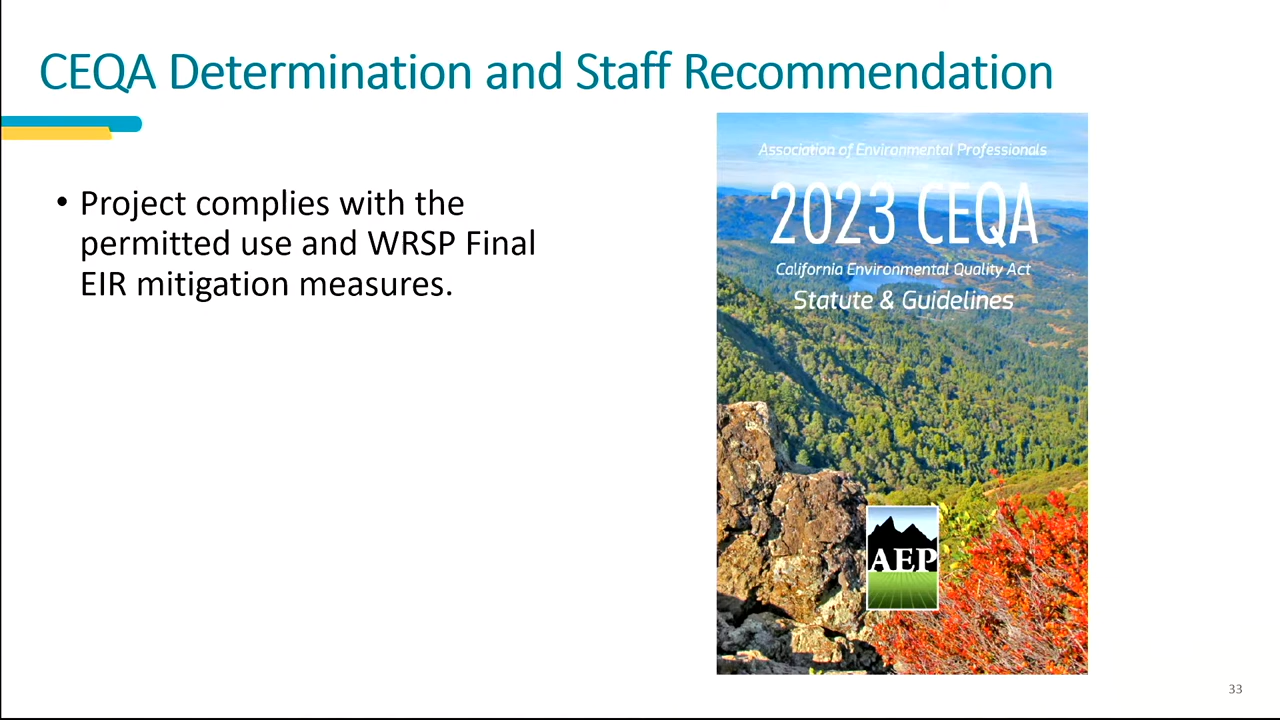 CEQA Determination and Staff Recommendation
• Project complies with the
permitted use and WRSP Final
EIR mitigation measures.
Association of Environmental Professionals
2023 CEQA
California Environmental Quality Act
Statute & Guidelines
AEP
33